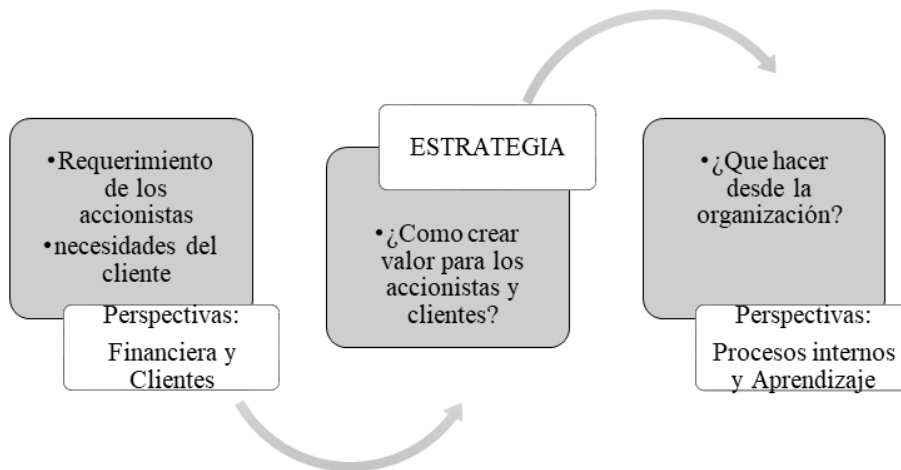 •Requerimiento
de los
accionistas
•necesidades del
cliente
Perspectivas:
Financiera y
Clientes
ESTRATEGIA
•¿Como crear
valor para los
accionistas y
clientes?
•¿Que hacer
desde la
organización?
Perspectivas:
Procesos internos
y Aprendizaje